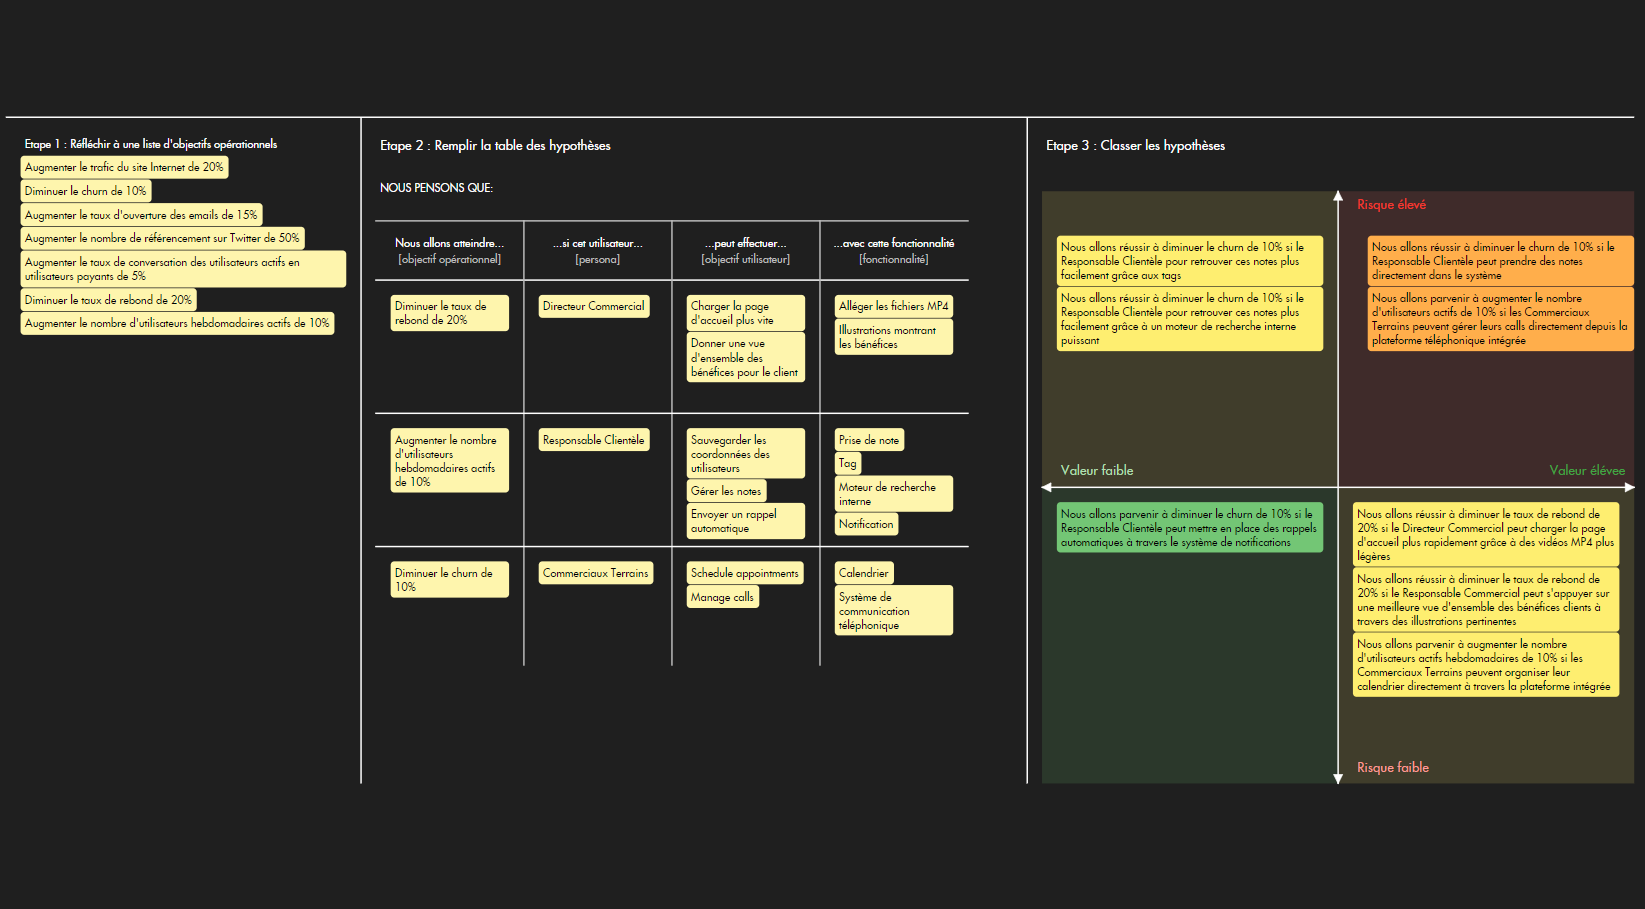 Etape 1 : Réfléchir à une liste d'objectifs opérationnels
Augmenter le trafic du site Internet de 20%
Diminuer le churn de 10%
Augmenter le taux d'ouverture des emails de 15%
Augmenter le nombre de référencement sur Twitter de 50%
Augmenter le taux de conversation des utilisateurs actifs en
utilisateurs payants de 5%
Diminuer le taux de rebond de 20%
Augmenter le nombre d'utilisateurs hebdomadaires actifs de 10%
Etape 2 : Remplir la table des hypothèses
NOUS PENSONS QUE:
Nous allons atteindre...
[objectif opérationnel]
...si cet utilisateur...
[persona]
...peut effectuer...
[objectif utilisateur]
...avec cette fonctionnalité
[fonctionnalité]
Diminuer le taux de
rebond de 20%
Directeur Commercial
Charger la page
d'accueil plus vite
Donner une vue
d'ensemble des
bénéfices pour le client
Alléger les fichiers MP4
Illustrations montrant
les bénéfices
Augmenter le nombre
d'utilisateurs
hebdomadaires actifs
de 10%
Responsable Clientèle
Sauvegarder les
coordonnées des
utilisateurs
Gérer les notes
Envoyer un rappel
automatique
Prise de note
Tag
Moteur de recherche
interne
Notification
Diminuer le churn de
10%
Commerciaux Terrains
Schedule appointments
Manage calls
Calendrier
Système de
communication
téléphonique
Etape 3 : Classer les hypothèses
Risque élevé
Nous allons réussir à diminuer le churn de 10% si le
Responsable Clientèle pour retrouver ces notes plus
facilement grâce aux tags
Nous allons réussir à diminuer le churn de 10% si le
Responsable Clientèle pour retrouver ces notes plus
facilement grâce à un moteur de recherche interne
puissant
Nous allons réussir à diminuer le churn de 10% si le
Responsable Clientèle peut prendre des notes
directement dans le système
Nous allons parvenir à augmenter le nombre
d'utilisateurs actifs de 10% si les Commerciaux
Terrains peuvent gérer leurs calls directement depuis la
plateforme téléphonique intégrée
Valeur faible
Valeur élévee
Nous allons parvenir à diminuer le churn de 10% si le
Responsable Clientèle peut mettre en place des rappels
automatiques à travers le système de notifications
Nous allons réussir à diminuer le taux de rebond de
20% si le Directeur Commercial peut charger la page
d'accueil plus rapidement grâce à des vidéos MP4 plus
légères
Nous allons réussir à diminuer le taux de rebond de
20% si le Responsable Commercial peut s'appuyer sur
une meilleure vue d'ensemble des bénéfices clients à
travers des illustrations pertinentes
Nous allons parvenir à augmenter le nombre
d'utilisateurs actifs hebdomadaires de 10% si les
Commerciaux Terrains peuvent organiser leur
calendrier directement à travers la plateforme intégrée
Risque faible